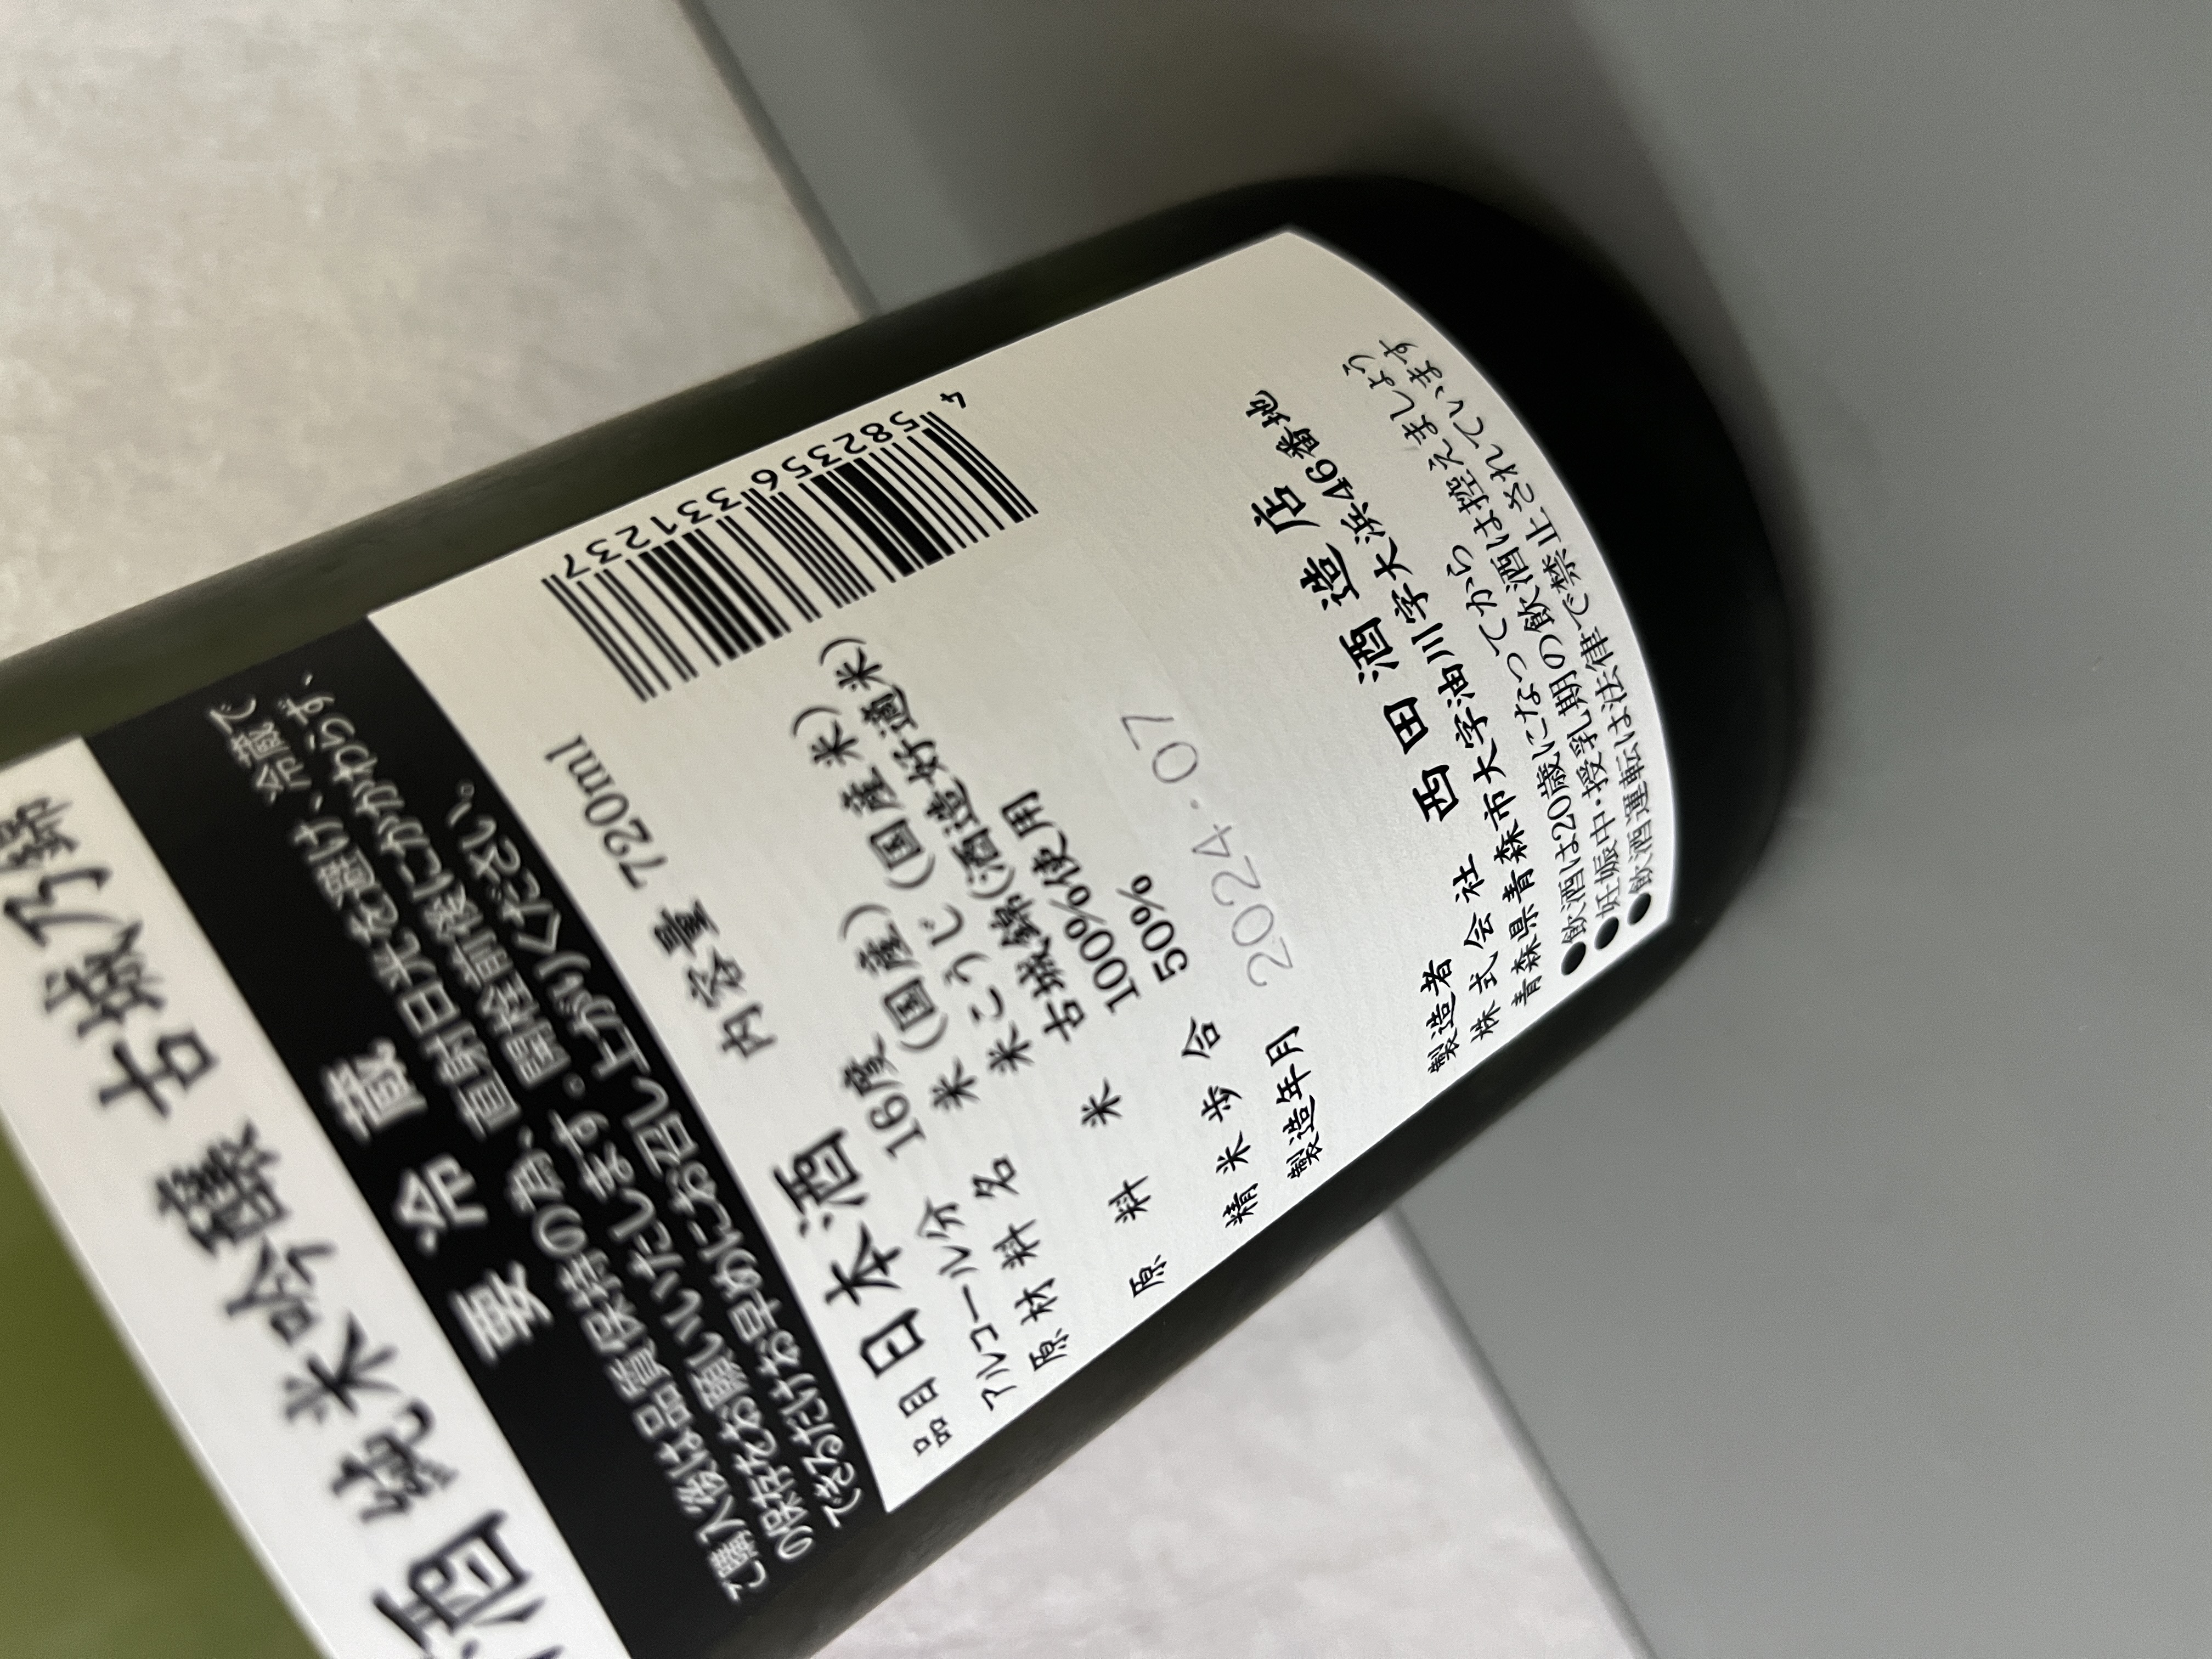 酒 純米吟醸 古城乃錦
要 冷 蔵
ご購入後は品質保持の為、直射日光を避け、冷蔵で
の保存をお願いいたします。開栓前後にかかわらず、
できるだけお早めにお召し上がりください。
内容量 720ml
品目 日本酒
アルコール分 16度
原材料名 米(国産)
米こうじ(国産米)
原料米 古城錦(酒造好適米)
100%使用
精米歩合 50%
製造年月 2024・07
4 582356 331237
製造者
株式会社 西田酒造店
青森県青森市大字油川字大浜46番地
●飲酒は20歳になってから
●妊娠中・授乳期の飲酒は控えましょう
●飲酒運転は法律で禁止されています